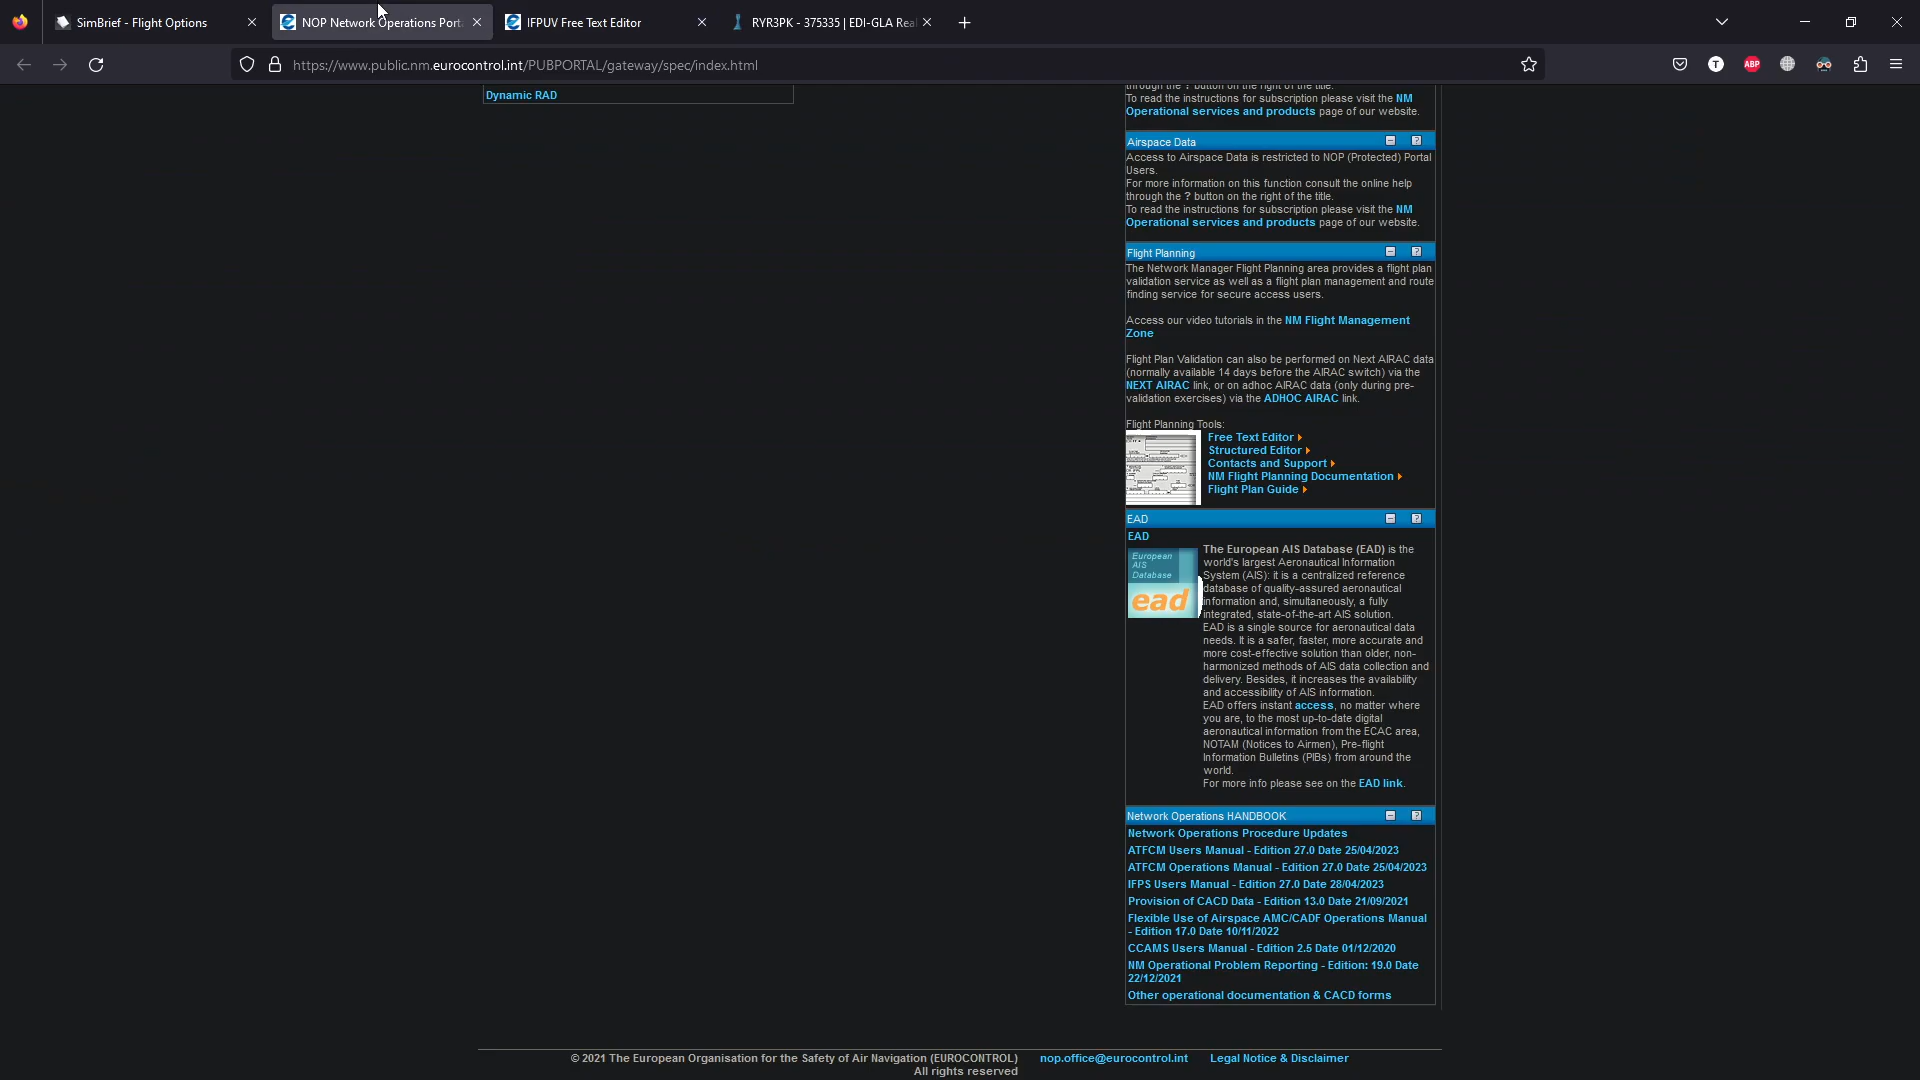 SimBrief - Flight Options
NOP Network Operations Port
IFPUV Free Text Editor
RYR3PK - 375335 | EDI-GLA Rea
https://www.public.nm.eurocontrol.int/PUBPORTAL/gateway/spec/index.html
T
ABP
Dynamic RAD
through the ? button on the right of the title.
To read the instructions for subscription please visit the NM
Operational services and products page of our website.
Airspace Data
Access to Airspace Data is restricted to NOP (Protected) Portal
Users.
For more information on this function consult the online help
through the ? button on the right of the title.
To read the instructions for subscription please visit the NM
Operational services and products page of our website.
Flight Planning
The Network Manager Flight Planning area provides a flight plan
validation service as well as a flight plan management and route
finding service for secure access users.
Access our video tutorials in the NM Flight Management
Zone
Flight Plan Validation can also be performed on Next AIRAC data
(normally available 14 days before the AIRAC switch) via the
NEXT AIRAC link, or on adhoc AIRAC data (only during pre-
validation exercises) via the ADHOC AIRAC link.
Flight Planning Tools:
Free Text Editor
Structured Editor
Contacts and Support
NM Flight Planning Documentation
Flight Plan Guide
EAD
EAD
European
AIS
Database
ead
The European AIS Database (EAD) is the
world's largest Aeronautical Information
System (AIS): it is a centralized reference
database of quality-assured aeronautical
information and, simultaneously, a fully
integrated, state-of-the-art AIS solution.
EAD is a single source for aeronautical data
needs. It is a safer, faster, more accurate and
more cost-effective solution than older, non-
harmonized methods of AIS data collection and
delivery. Besides, it increases the availability
and accessibility of AIS information.
EAD offers instant access, no matter where
you are, to the most up-to-date digital
aeronautical information from the ECAC area,
NOTAM (Notices to Airmen), Pre-flight
Information Bulletins (PIBs) from around the
world.
For more info please see on the EAD link.
Network Operations HANDBOOK
Network Operations Procedure Updates
ATFCM Users Manual - Edition 27.0 Date 25/04/2023
ATFCM Operations Manual - Edition 27.0 Date 25/04/2023
IFPS Users Manual - Edition 27.0 Date 28/04/2023
Provision of CACD Data - Edition 13.0 Date 21/09/2021
Flexible Use of Airspace AMC/CADF Operations Manual
- Edition 17.0 Date 10/11/2022
CCAMS Users Manual - Edition 2.5 Date 01/12/2020
NM Operational Problem Reporting - Edition: 19.0 Date
22/12/2021
Other operational documentation & CACD forms
© 2021 The European Organisation for the Safety of Air Navigation (EUROCONTROL) nop.office@eurocontrol.int Legal Notice & Disclaimer
All rights reserved